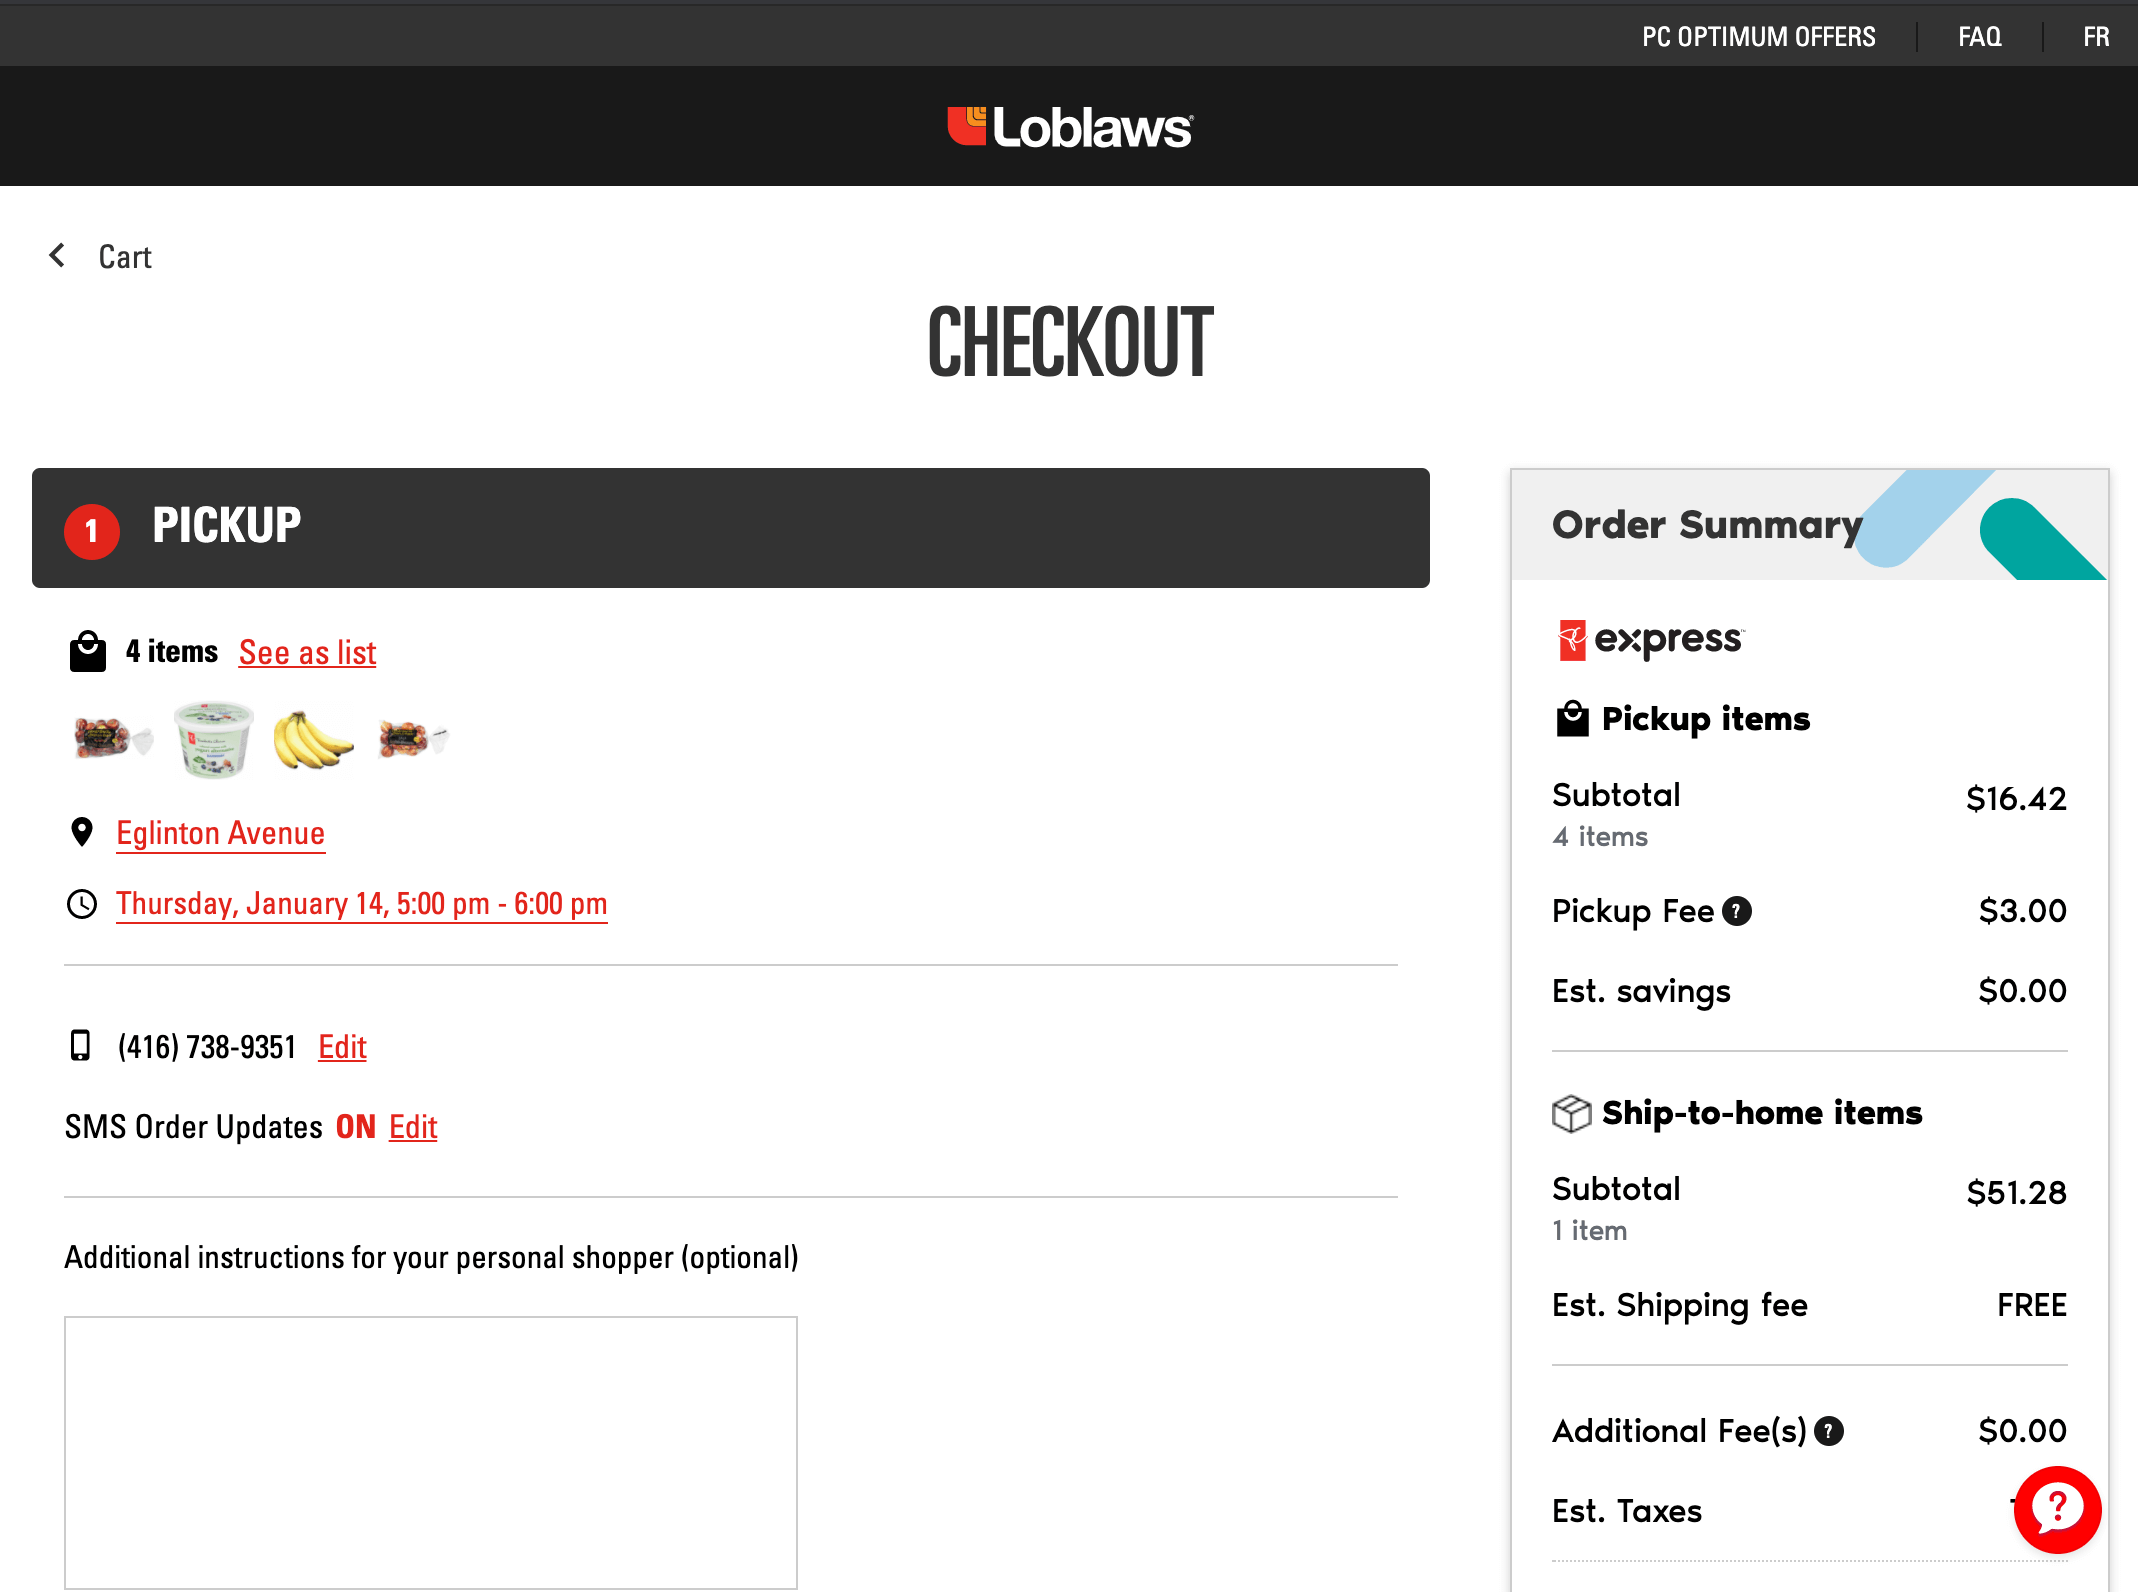 PC OPTIMUM OFFERS
FAQ
FR
Loblaws
Cart
CHECKOUT
1 PICKUP
4 items See as list
Eglinton Avenue
Thursday, January 14, 5:00 pm - 6:00 pm
(416) 738-9351 Edit
SMS Order Updates ON Edit
Additional instructions for your personal shopper (optional)
Order Summary
express
Pickup items
Subtotal $16.42
4 items
Pickup Fee ? $3.00
Est. savings $0.00
Ship-to-home items
Subtotal $51.28
1 item
Est. Shipping fee FREE
Additional Fee(s) ? $0.00
Est. Taxes
?